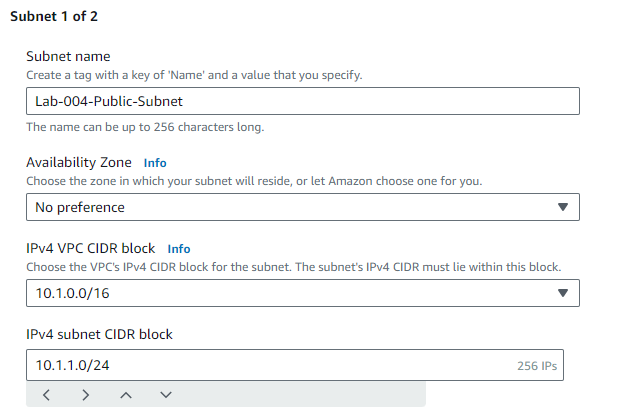 Subnet 1 of 2
Subnet name
Create a tag with a key of 'Name' and a value that you specify.
Lab-004-Public-Subnet
The name can be up to 256 characters long.
Availability Zone Info
Choose the zone in which your subnet will reside, or let Amazon choose one for you.
No preference
IPv4 VPC CIDR block Info
Choose the VPC's IPv4 CIDR block for the subnet. The subnet's IPv4 CIDR must lie within this block.
10.1.0.0/16
IPv4 subnet CIDR block
10.1.1.0/24 256 IPs